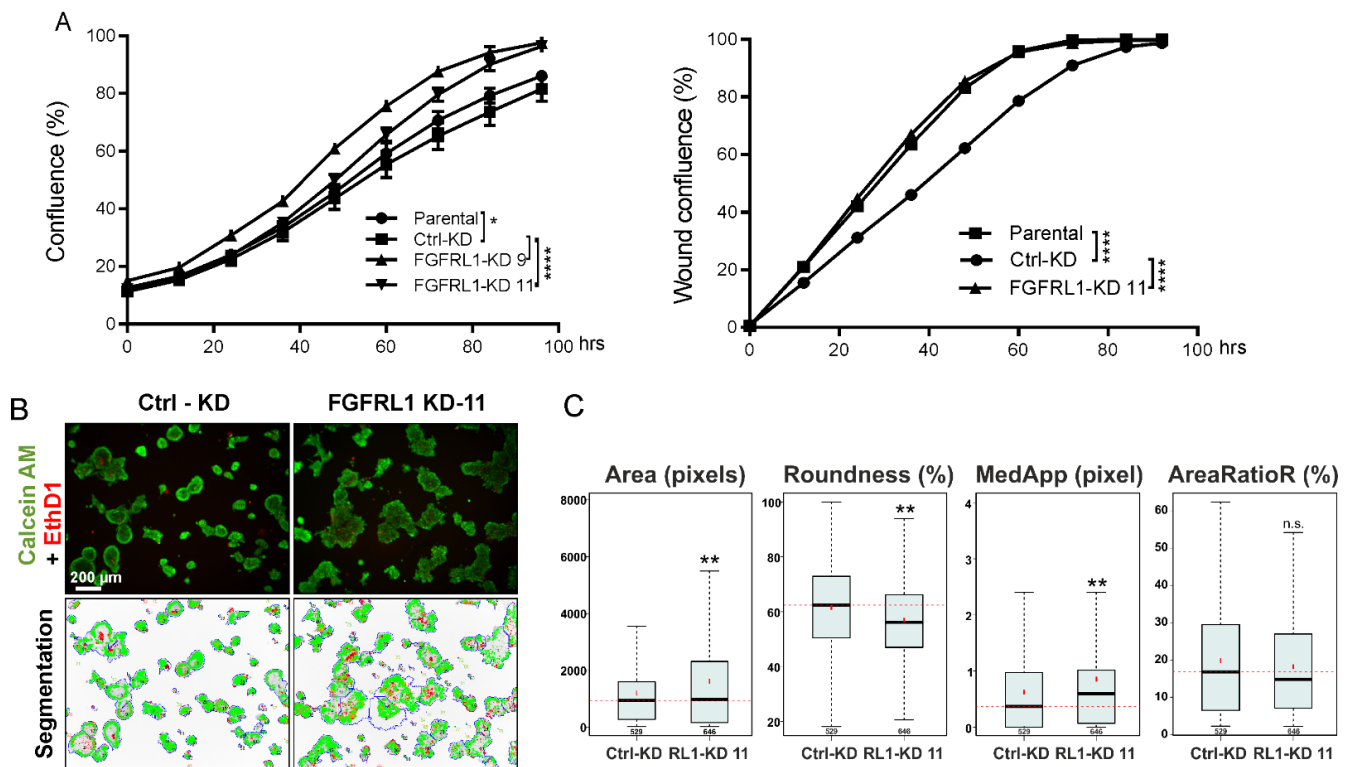 A
Confluence (%)
100
80
60
40
20
0
0 20 40 60 80 100 hrs
Parental *
Ctrl-KD
FGFRL1-KD 9
FGFRL1-KD 11
****
Wound confluence (%)
100
80
60
40
20
0
0 20 40 60 80 100 hrs
Parental
Ctrl-KD
FGFRL1-KD 11
****
****
B
Ctrl - KD FGFRL1 KD-11
Calcein AM
+ EthD1
200 µm
Segmentation
C
Area (pixels)
8000
6000
4000
2000
0
**
529 646
Ctrl-KD RL1-KD 11
Roundness (%)
100
80
60
40
20
**
529 646
Ctrl-KD RL1-KD 11
MedApp (pixel)
4
3
2
1
0
**
529 646
Ctrl-KD RL1-KD 11
AreaRatioR (%)
60
50
40
30
20
10
0
n.s.
529 646
Ctrl-KD RL1-KD 11